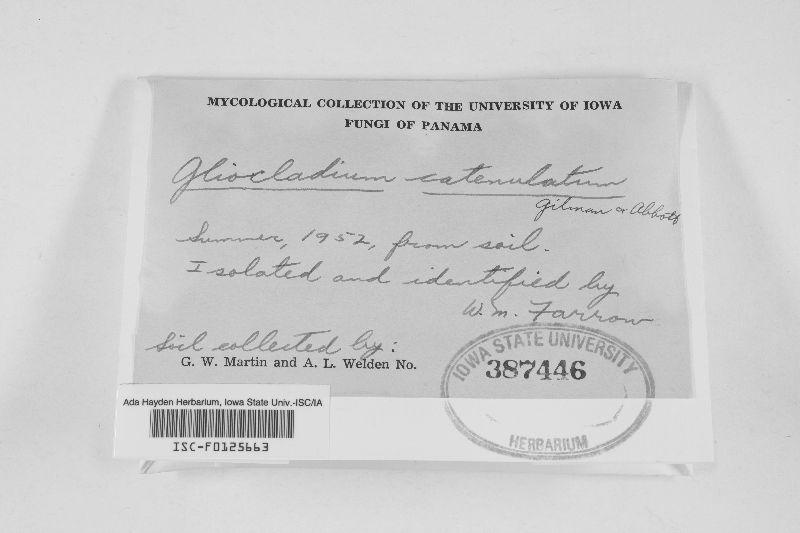 MYCOLOGICAL COLLECTION OF THE UNIVERSITY OF IOWA
FUNGI OF PANAMA
Gliocladium catenulatum
Gilman & Abbott
Summer, 1952, from soil.
Isolated and identified by
W. M. Farrow
Soil collected by:
G. W. Martin and A. L. Welden No.
IOWA STATE UNIVERSITY
387446
HERBARIUM
Ada Hayden Herbarium, Iowa State Univ.-ISC/IA
ISC-F0125663